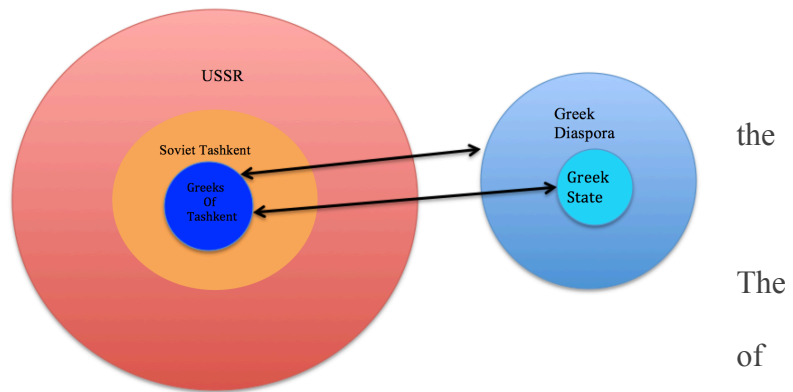 USSR
Soviet Tashkent
Greeks
Of
Tashkent
Greek
Diaspora
Greek
State
the
The
of